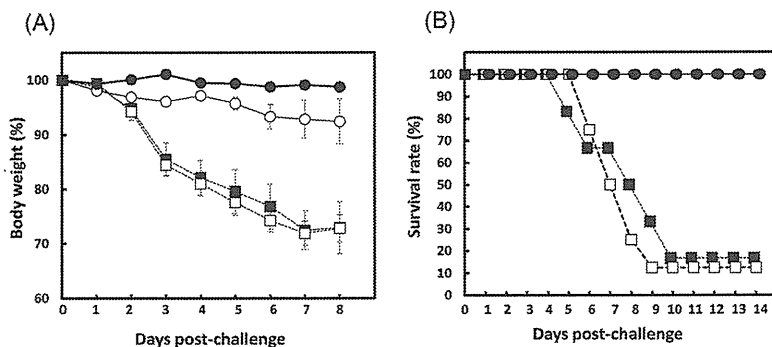 (A)
Body weight (%)
100
90
80
70
60
0 1 2 3 4 5 6 7 8
Days post-challenge
(B)
Survival rate (%)
100
90
80
70
60
50
40
30
20
10
0
0 1 2 3 4 5 6 7 8 9 10 11 12 13 14
Days post-challenge